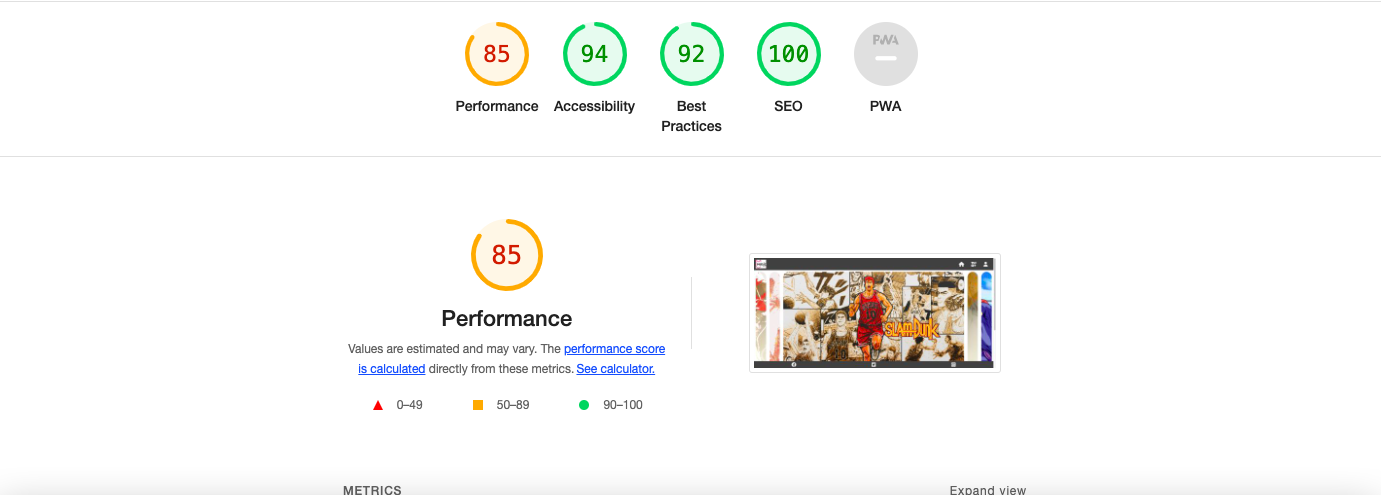 85
94
92
100
PWA
Performance
Accessibility
Best
Practices
SEO
PWA
85
Performance
Values are estimated and may vary. The performance score
is calculated directly from these metrics. See calculator.
0–49
50–89
90–100
SLAM DUNK
METRICS
Expand view